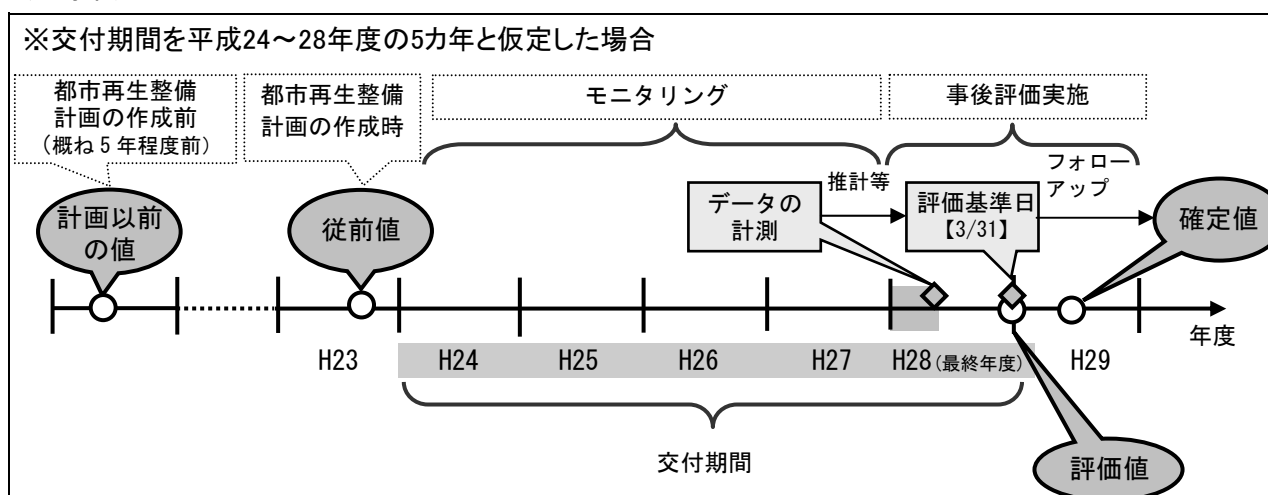 ※交付期間を平成24～28年度の5カ年と仮定した場合
都市再生整備
計画の作成前
（概ね５年程度前）
都市再生整備
計画の作成時
モニタリング
事後評価実施
計画以前
の値
従前値
データの
計測
推計等
評価基準日
【3/31】
フォロー
アップ
確定値
年度
H23
H24
H25
H26
H27
H28（最終年度）
H29
交付期間
評価値